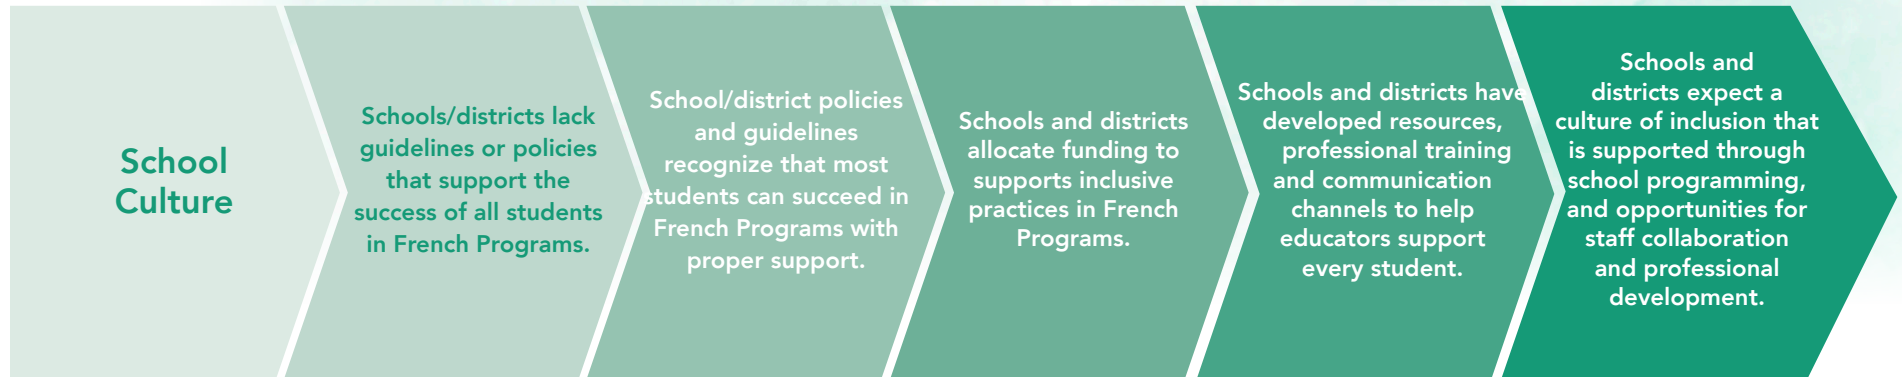 School
Culture
Schools/districts lack
guidelines or policies
that support the
success of all students
in French Programs.
School/district policies
and guidelines
recognize that most
students can succeed in
French Programs with
proper support.
Schools and districts
allocate funding to
supports inclusive
practices in French
Programs.
Schools and districts have
developed resources,
professional training
and communication
channels to help
educators support
every student.
Schools and
districts expect a
culture of inclusion that
is supported through
school programming,
and opportunities for
staff collaboration
and professional
development.